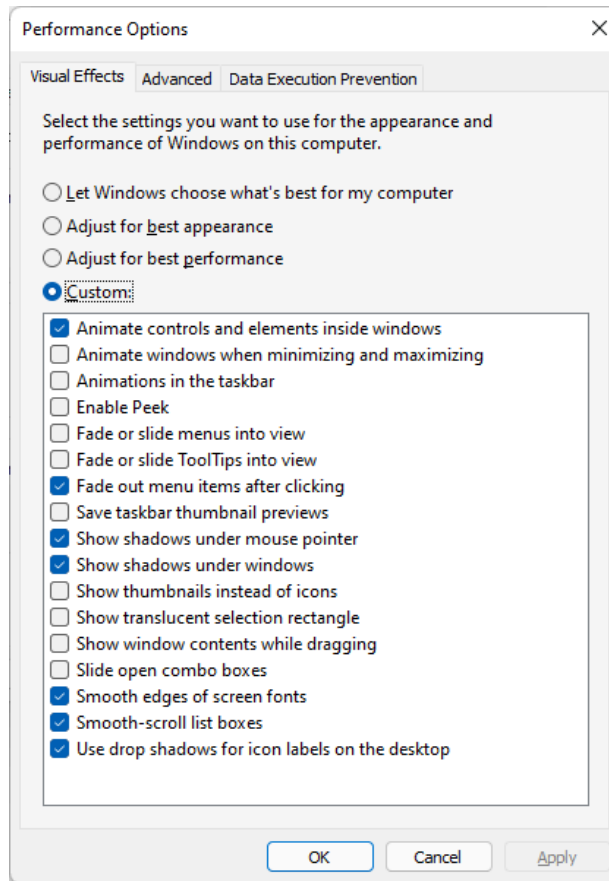 Performance Options
Visual Effects
Advanced
Data Execution Prevention
Select the settings you want to use for the appearance and
performance of Windows on this computer.
Let Windows choose what's best for my computer
Adjust for best appearance
Adjust for best performance
Custom:
Animate controls and elements inside windows
Animate windows when minimizing and maximizing
Animations in the taskbar
Enable Peek
Fade or slide menus into view
Fade or slide ToolTips into view
Fade out menu items after clicking
Save taskbar thumbnail previews
Show shadows under mouse pointer
Show shadows under windows
Show thumbnails instead of icons
Show translucent selection rectangle
Show window contents while dragging
Slide open combo boxes
Smooth edges of screen fonts
Smooth-scroll list boxes
Use drop shadows for icon labels on the desktop
OK
Cancel
Apply